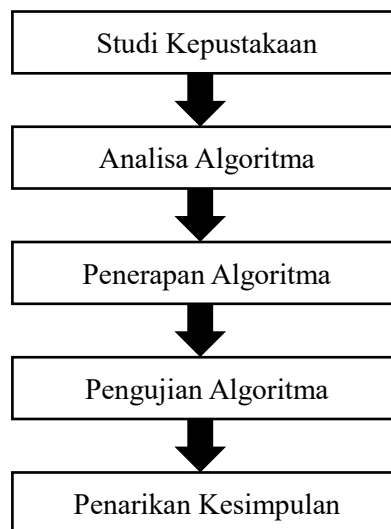 Studi Kepustakaan
Analisa Algoritma
Penerapan Algoritma
Pengujian Algoritma
Penarikan Kesimpulan